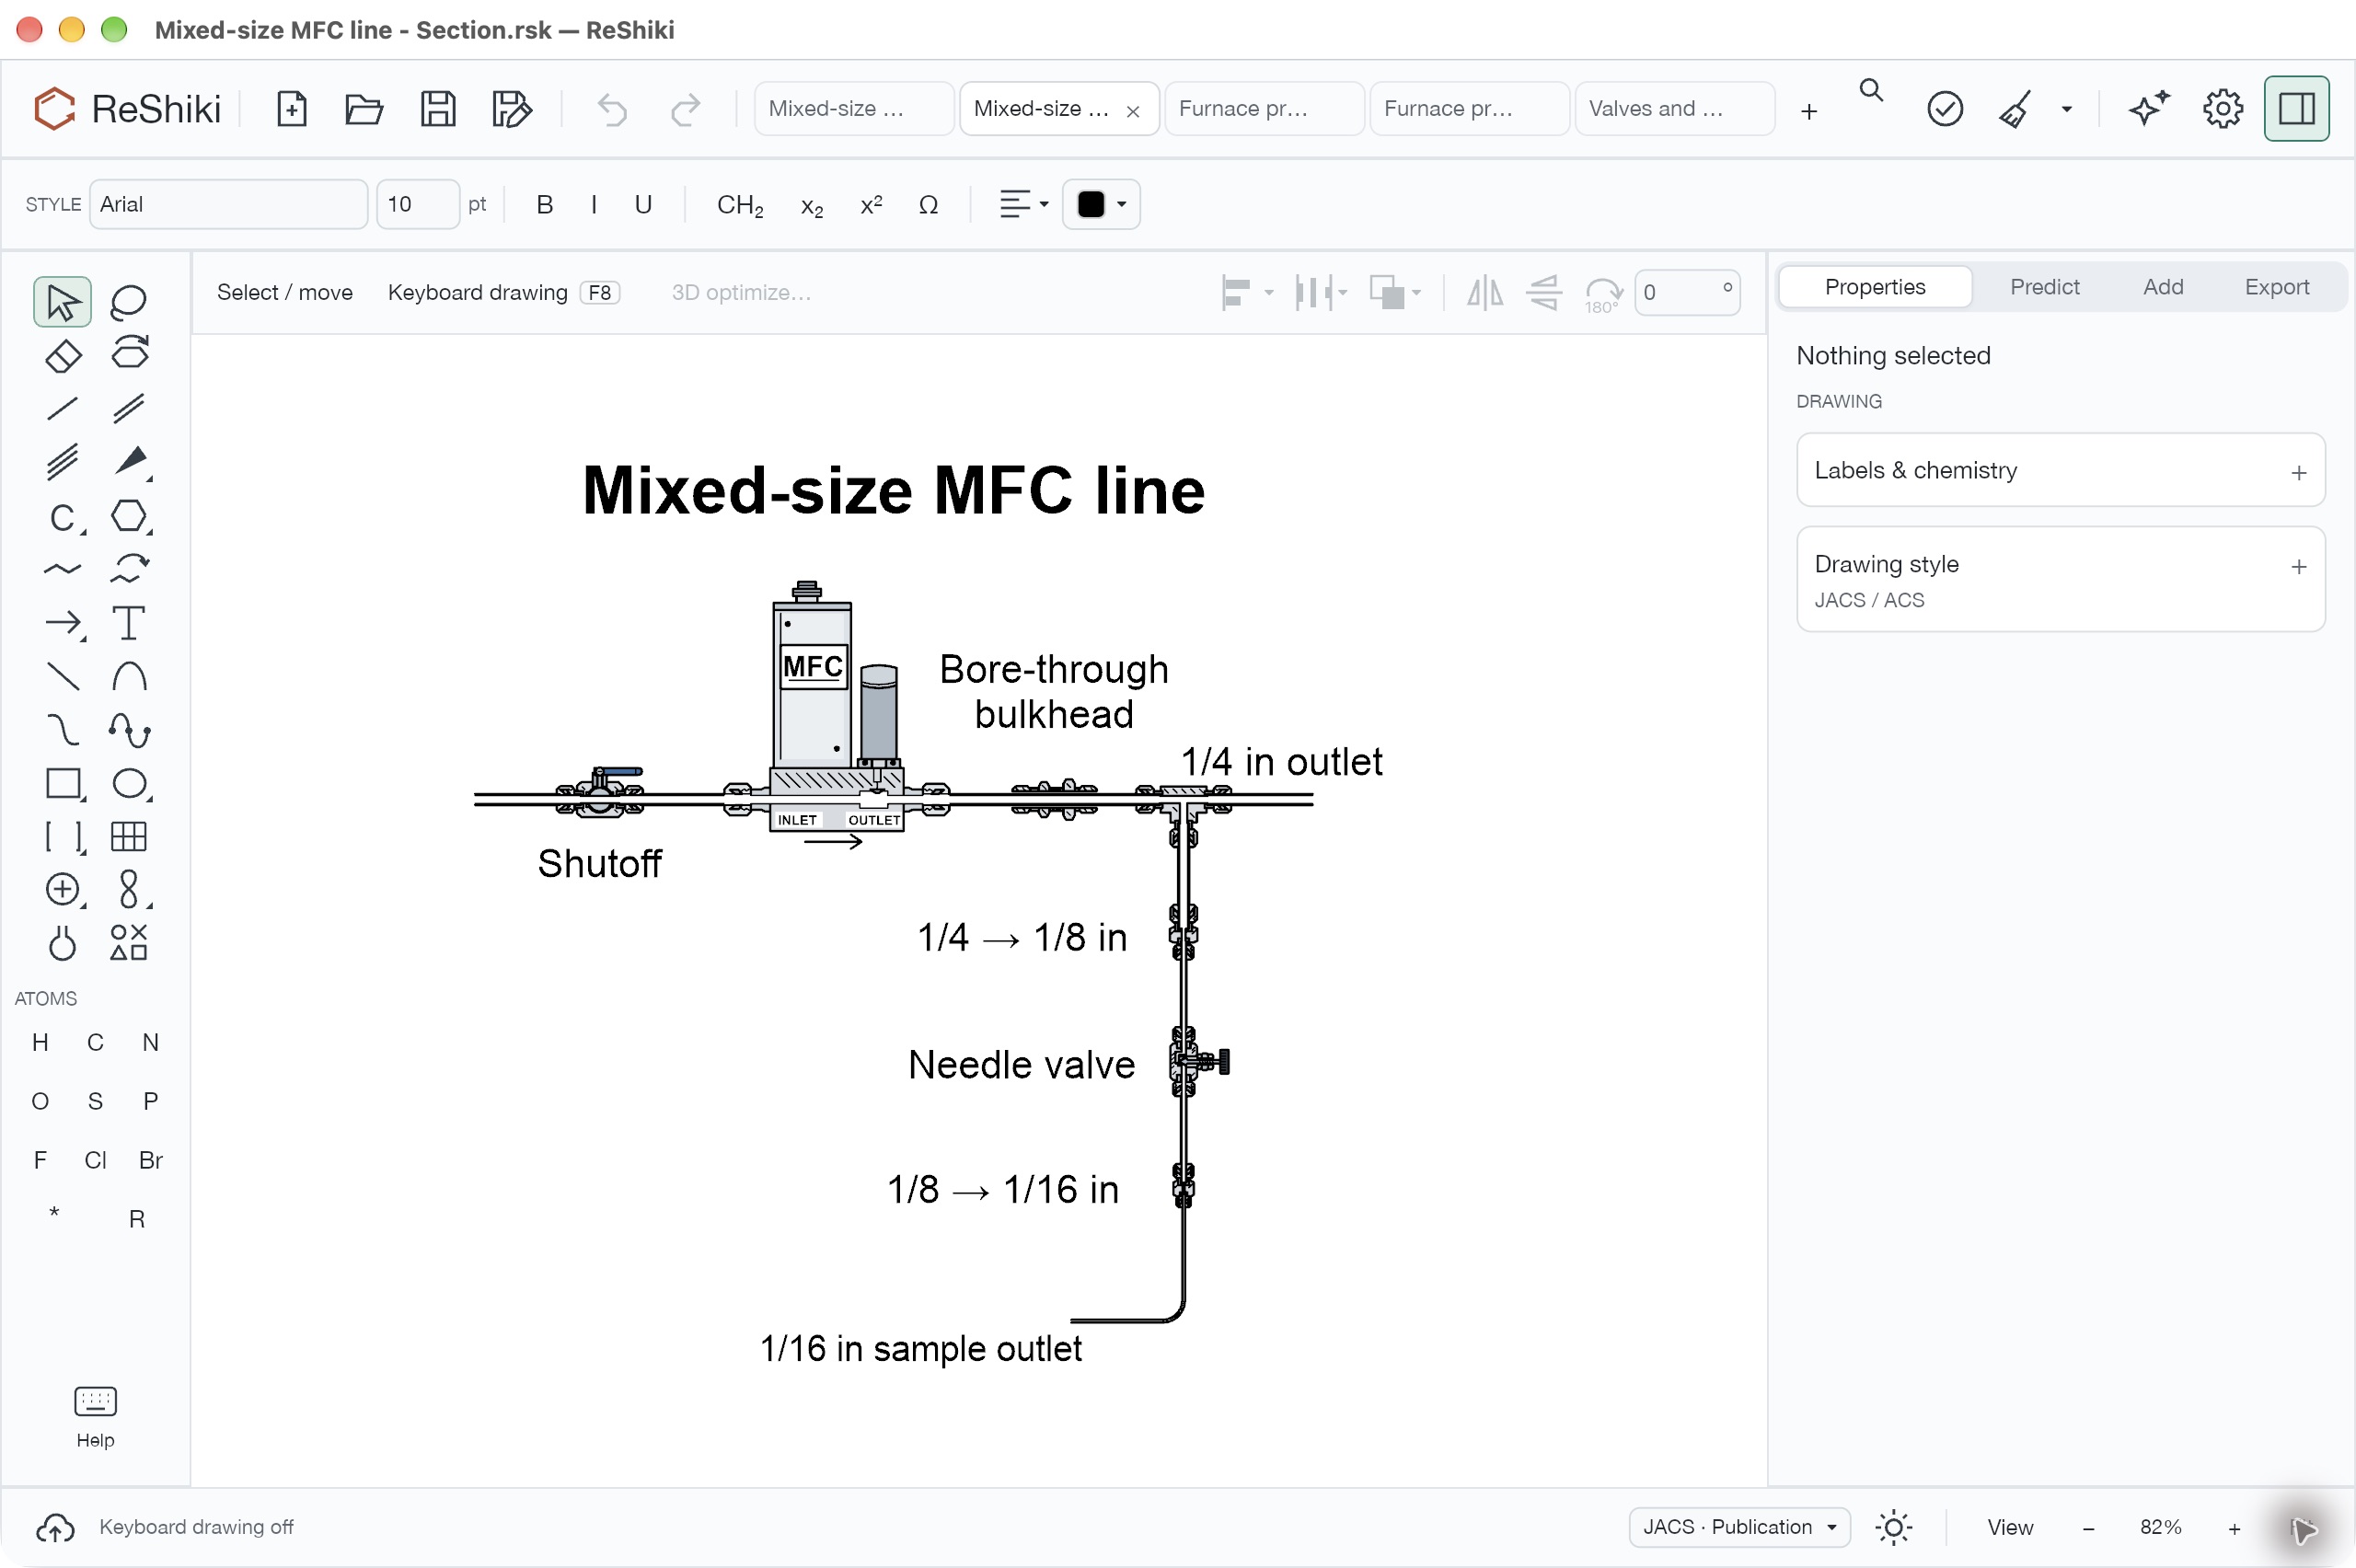 Mixed-size MFC line - Section.rsk — ReShiki
ReShiki
Mixed-size ...
Mixed-size ... ×
Furnace pr...
Furnace pr...
Valves and ...
+
STYLE Arial 10 pt B I U CH₂ x₂ x² Ω
Select / move Keyboard drawing F8 3D optimize...
180° 0 °
Properties Predict Add Export
Nothing selected
DRAWING
Labels & chemistry +
Drawing style +
JACS / ACS
C
T
ATOMS
H C N
O S P
F Cl Br
* R
Help
Mixed-size MFC line
MFC
Bore-through
bulkhead
1/4 in outlet
INLET OUTLET
Shutoff
1/4 → 1/8 in
Needle valve
1/8 → 1/16 in
1/16 in sample outlet
Keyboard drawing off
JACS · Publication
View − 82% +